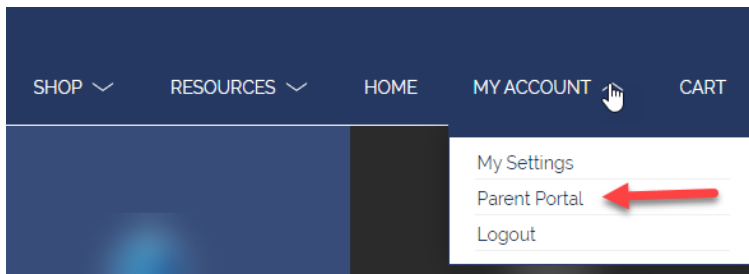 SHOP RESOURCES HOME MY ACCOUNT CART
My Settings
Parent Portal
Logout